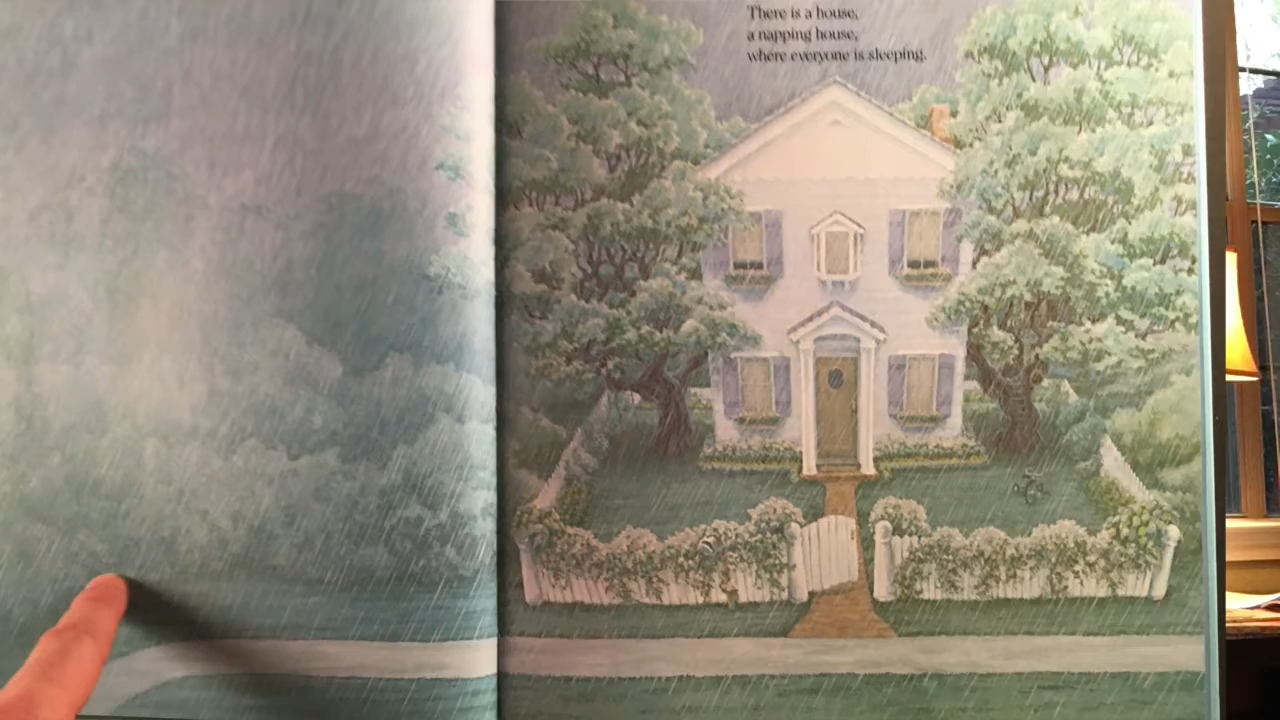 There is a house,
a napping house,
where everyone is sleeping.